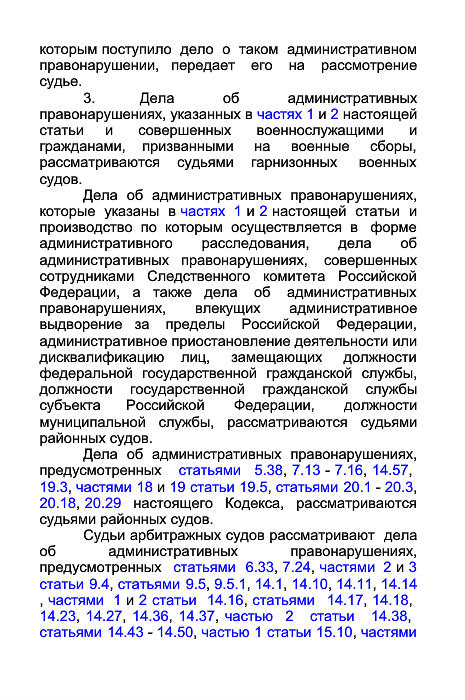 которым поступило дело о таком административном
правонарушении, передает его на рассмотрение
судье.
3. Дела об административных
правонарушениях, указанных в частях 1 и 2 настоящей
статьи и совершенных военнослужащими и
гражданами, призванными на военные сборы,
рассматриваются судьями гарнизонных военных
судов.
Дела об административных правонарушениях,
которые указаны в частях 1 и 2 настоящей статьи и
производство по которым осуществляется в форме
административного расследования, дела об
административных правонарушениях, совершенных
сотрудниками Следственного комитета Российской
Федерации, а также дела об административных
правонарушениях, влекущих административное
выдворение за пределы Российской Федерации,
административное приостановление деятельности или
дисквалификацию лиц, замещающих должности
федеральной государственной гражданской службы,
должности государственной гражданской службы
субъекта Российской Федерации, должности
муниципальной службы, рассматриваются судьями
районных судов.
Дела об административных правонарушениях,
предусмотренных статьями 5.38, 7.13 - 7.16, 14.57,
19.3, частями 18 и 19 статьи 19.5, статьями 20.1 - 20.3,
20.18, 20.29 настоящего Кодекса, рассматриваются
судьями районных судов.
Судьи арбитражных судов рассматривают дела
об административных правонарушениях,
предусмотренных статьями 6.33, 7.24, частями 2 и 3
статьи 9.4, статьями 9.5, 9.5.1, 14.1, 14.10, 14.11, 14.14
, частями 1 и 2 статьи 14.16, статьями 14.17, 14.18,
14.23, 14.27, 14.36, 14.37, частью 2 статьи 14.38,
статьями 14.43 - 14.50, частью 1 статьи 15.10, частями